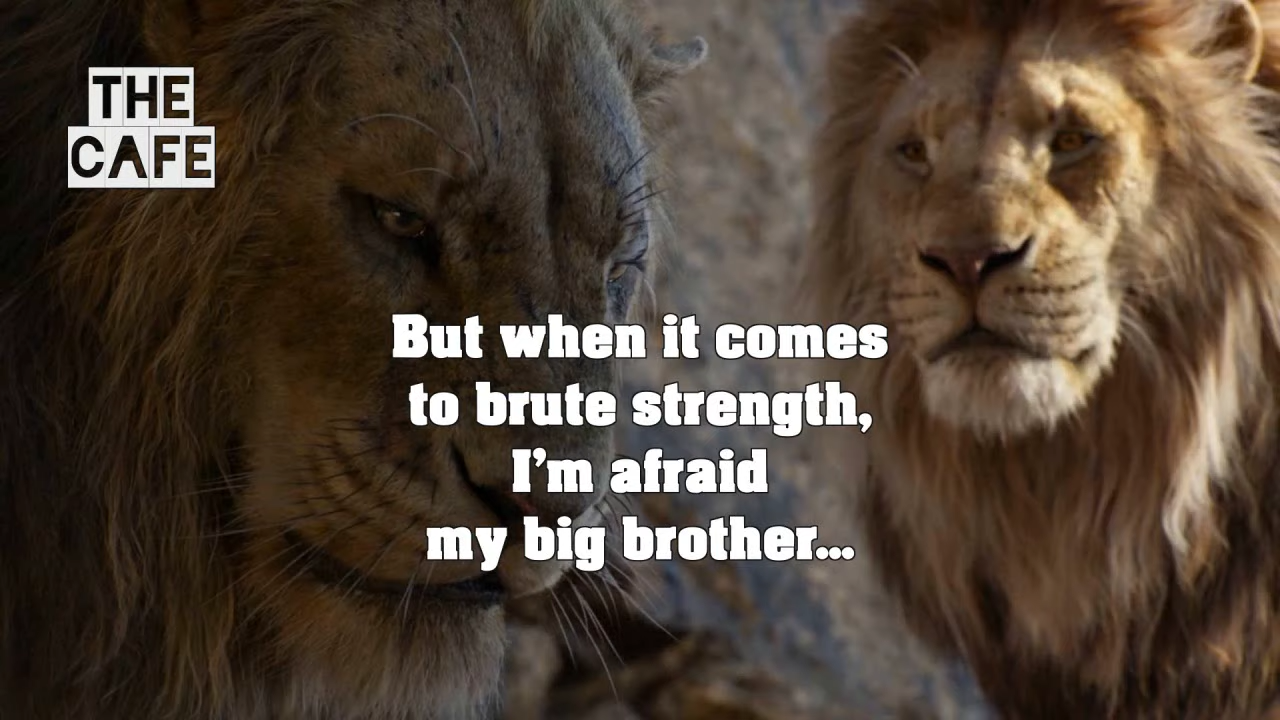 THE
CAFE
But when it comes
to brute strength,
I'm afraid
my big brother...